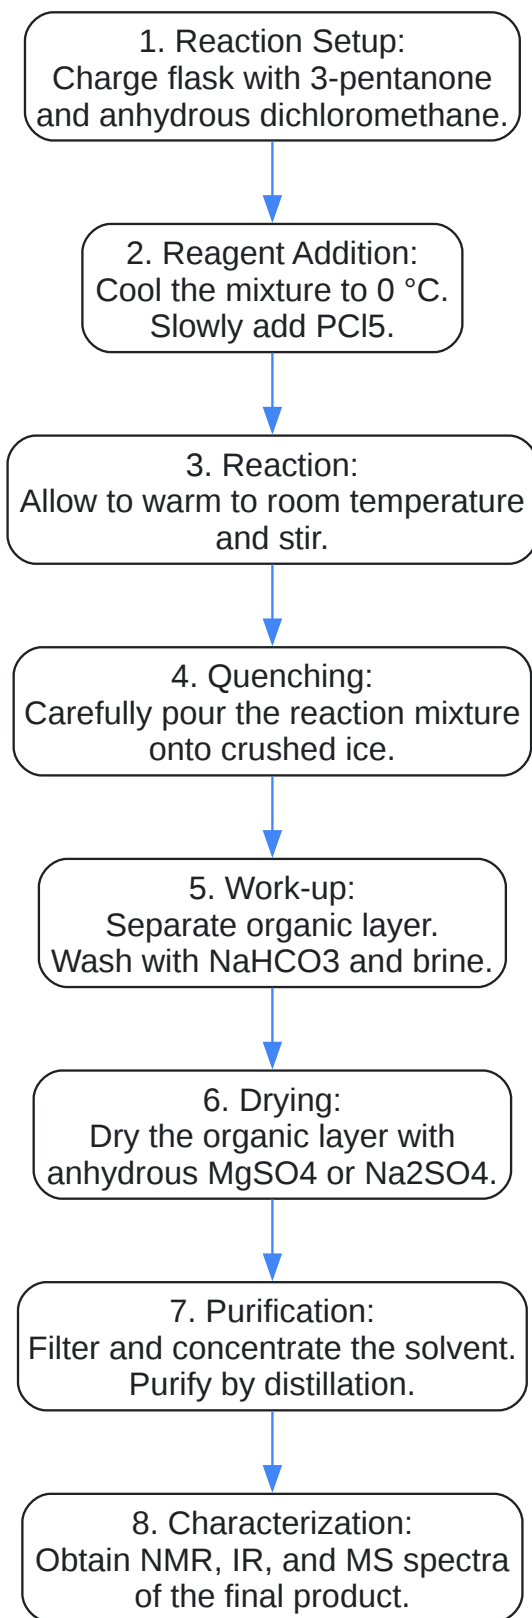 1. Reaction Setup:
Charge flask with 3-pentanone
and anhydrous dichloromethane.
2. Reagent Addition:
Cool the mixture to 0 °C.
Slowly add PCl5.
3. Reaction:
Allow to warm to room temperature
and stir.
4. Quenching:
Carefully pour the reaction mixture
onto crushed ice.
5. Work-up:
Separate organic layer.
Wash with NaHCO3 and brine.
6. Drying:
Dry the organic layer with
anhydrous MgSO4 or Na2SO4.
7. Purification:
Filter and concentrate the solvent.
Purify by distillation.
8. Characterization:
Obtain NMR, IR, and MS spectra
of the final product.